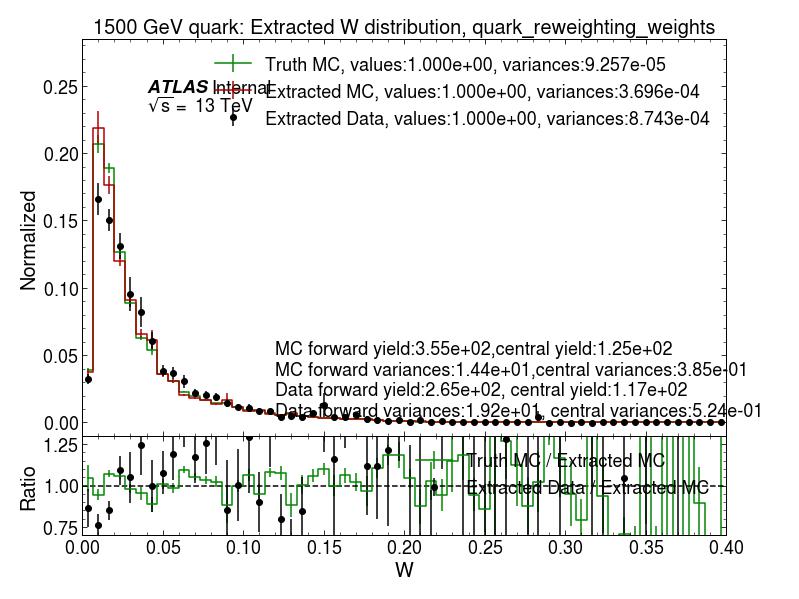 1500 GeV quark: Extracted W distribution, quark_reweighting_weights
Truth MC, values:1.000e+00, variances:9.257e-05
ATLAS Internal
Extracted MC, values:1.000e+00, variances:3.696e-04
√s = 13 TeV
Extracted Data, values:1.000e+00, variances:8.743e-04
0.25
0.20
0.15
0.10
0.05
0.00
Normalized
MC forward yield:3.55e+02,central yield:1.25e+02
MC forward variances:1.44e+01,central variances:3.85e-01
Data forward yield:2.65e+02, central yield:1.17e+02
Data forward variances:1.92e+01, central variances:5.24e-01
1.25
1.00
0.75
Ratio
Truth MC / Extracted MC
Extracted Data / Extracted MC
0.00 0.05 0.10 0.15 0.20 0.25 0.30 0.35 0.40
W